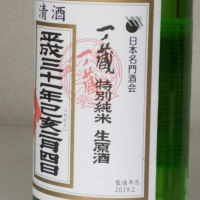 清酒
日本名門酒会
一ノ蔵
特別純米 生原酒
平成三十一年己亥二月四日
製造年月
2019.2